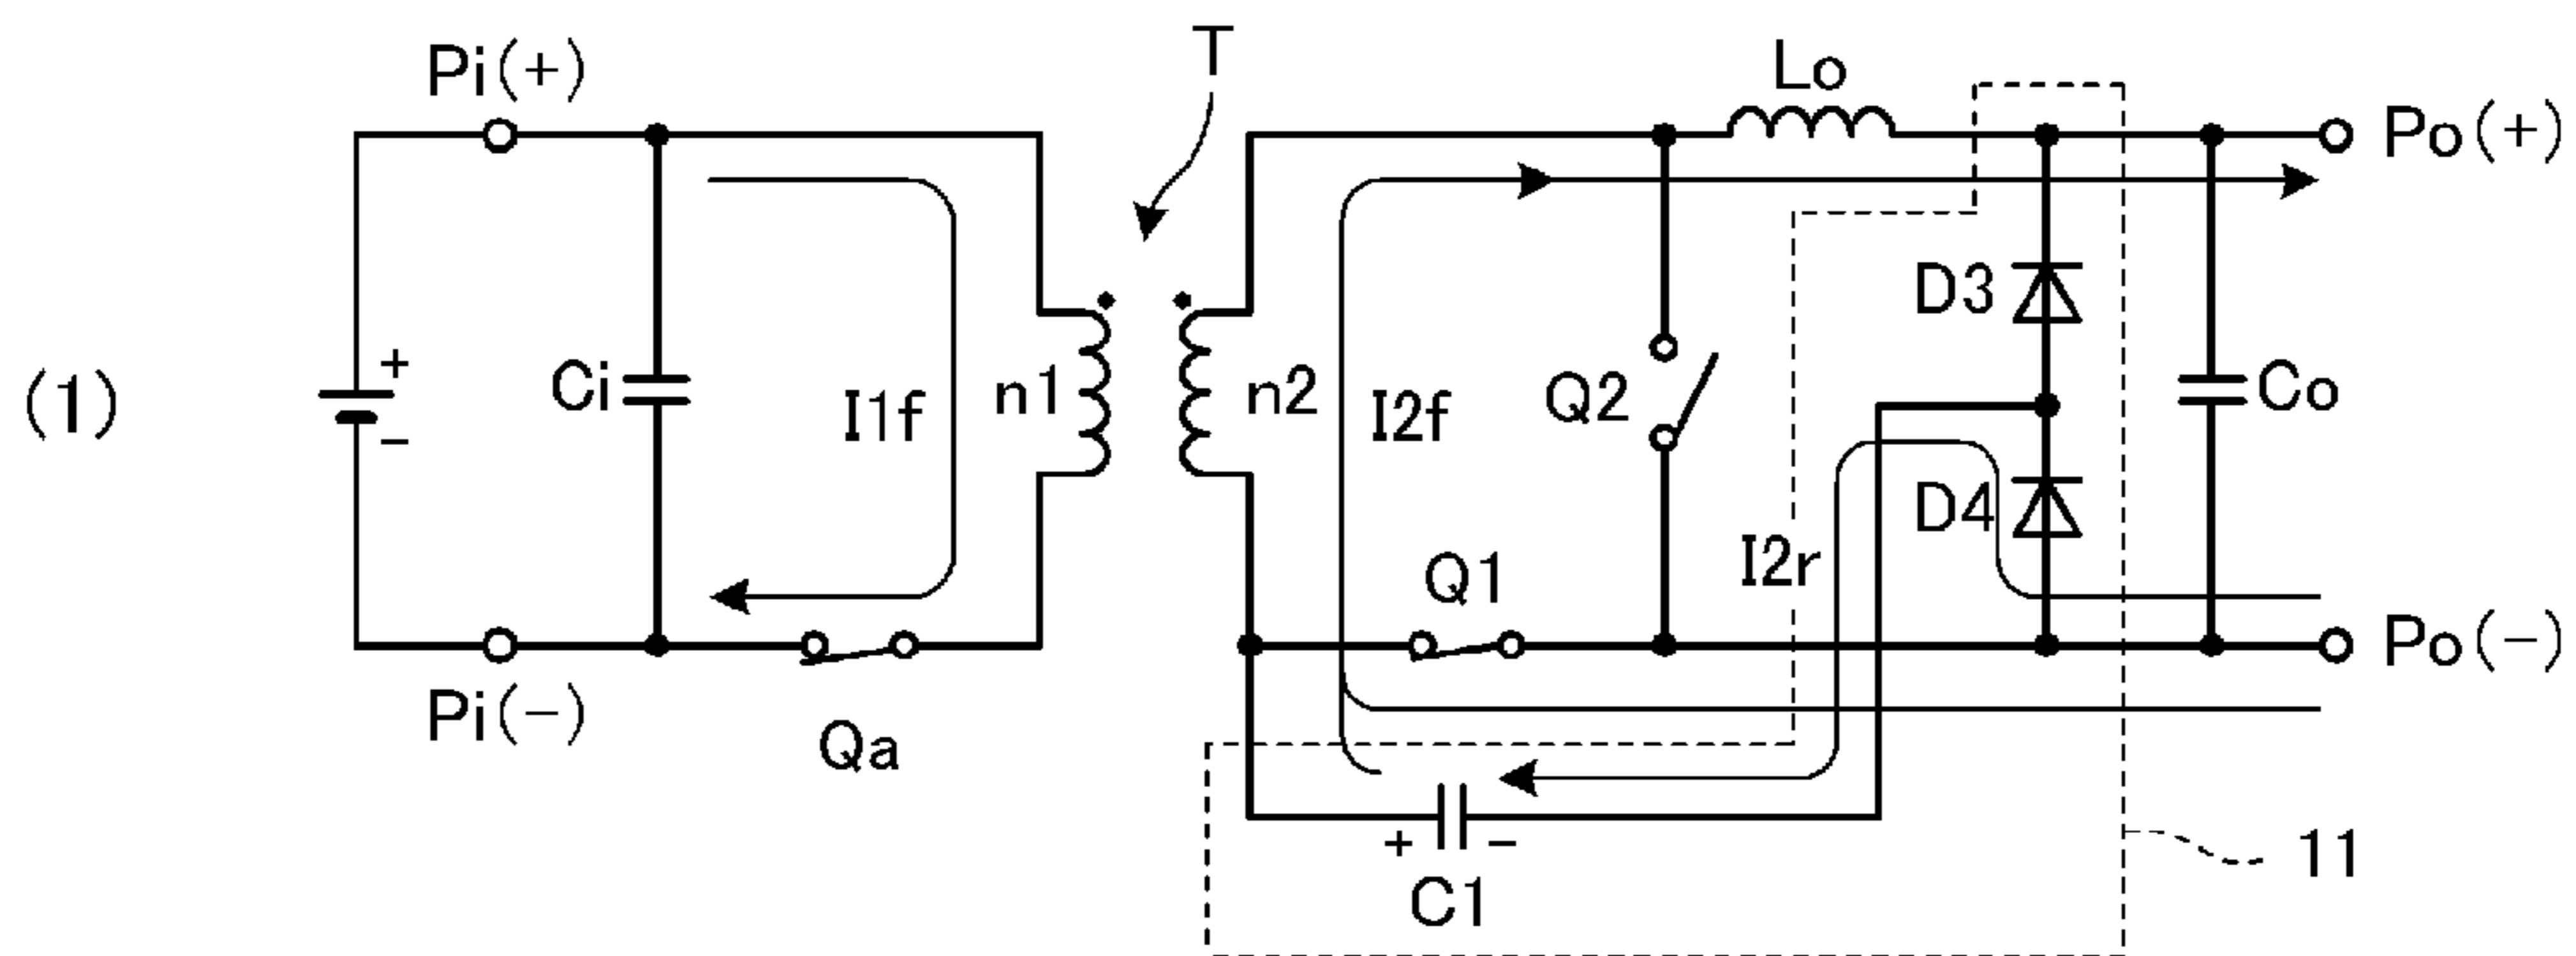 T
Pi(+)
Lo
Po(+)
D3
(1)
+
−
Ci
I1f
n1
n2
I2f
Q2
Co
D4
Q1
I2r
Pi(−)
Qa
Po(−)
+
−
C1
11